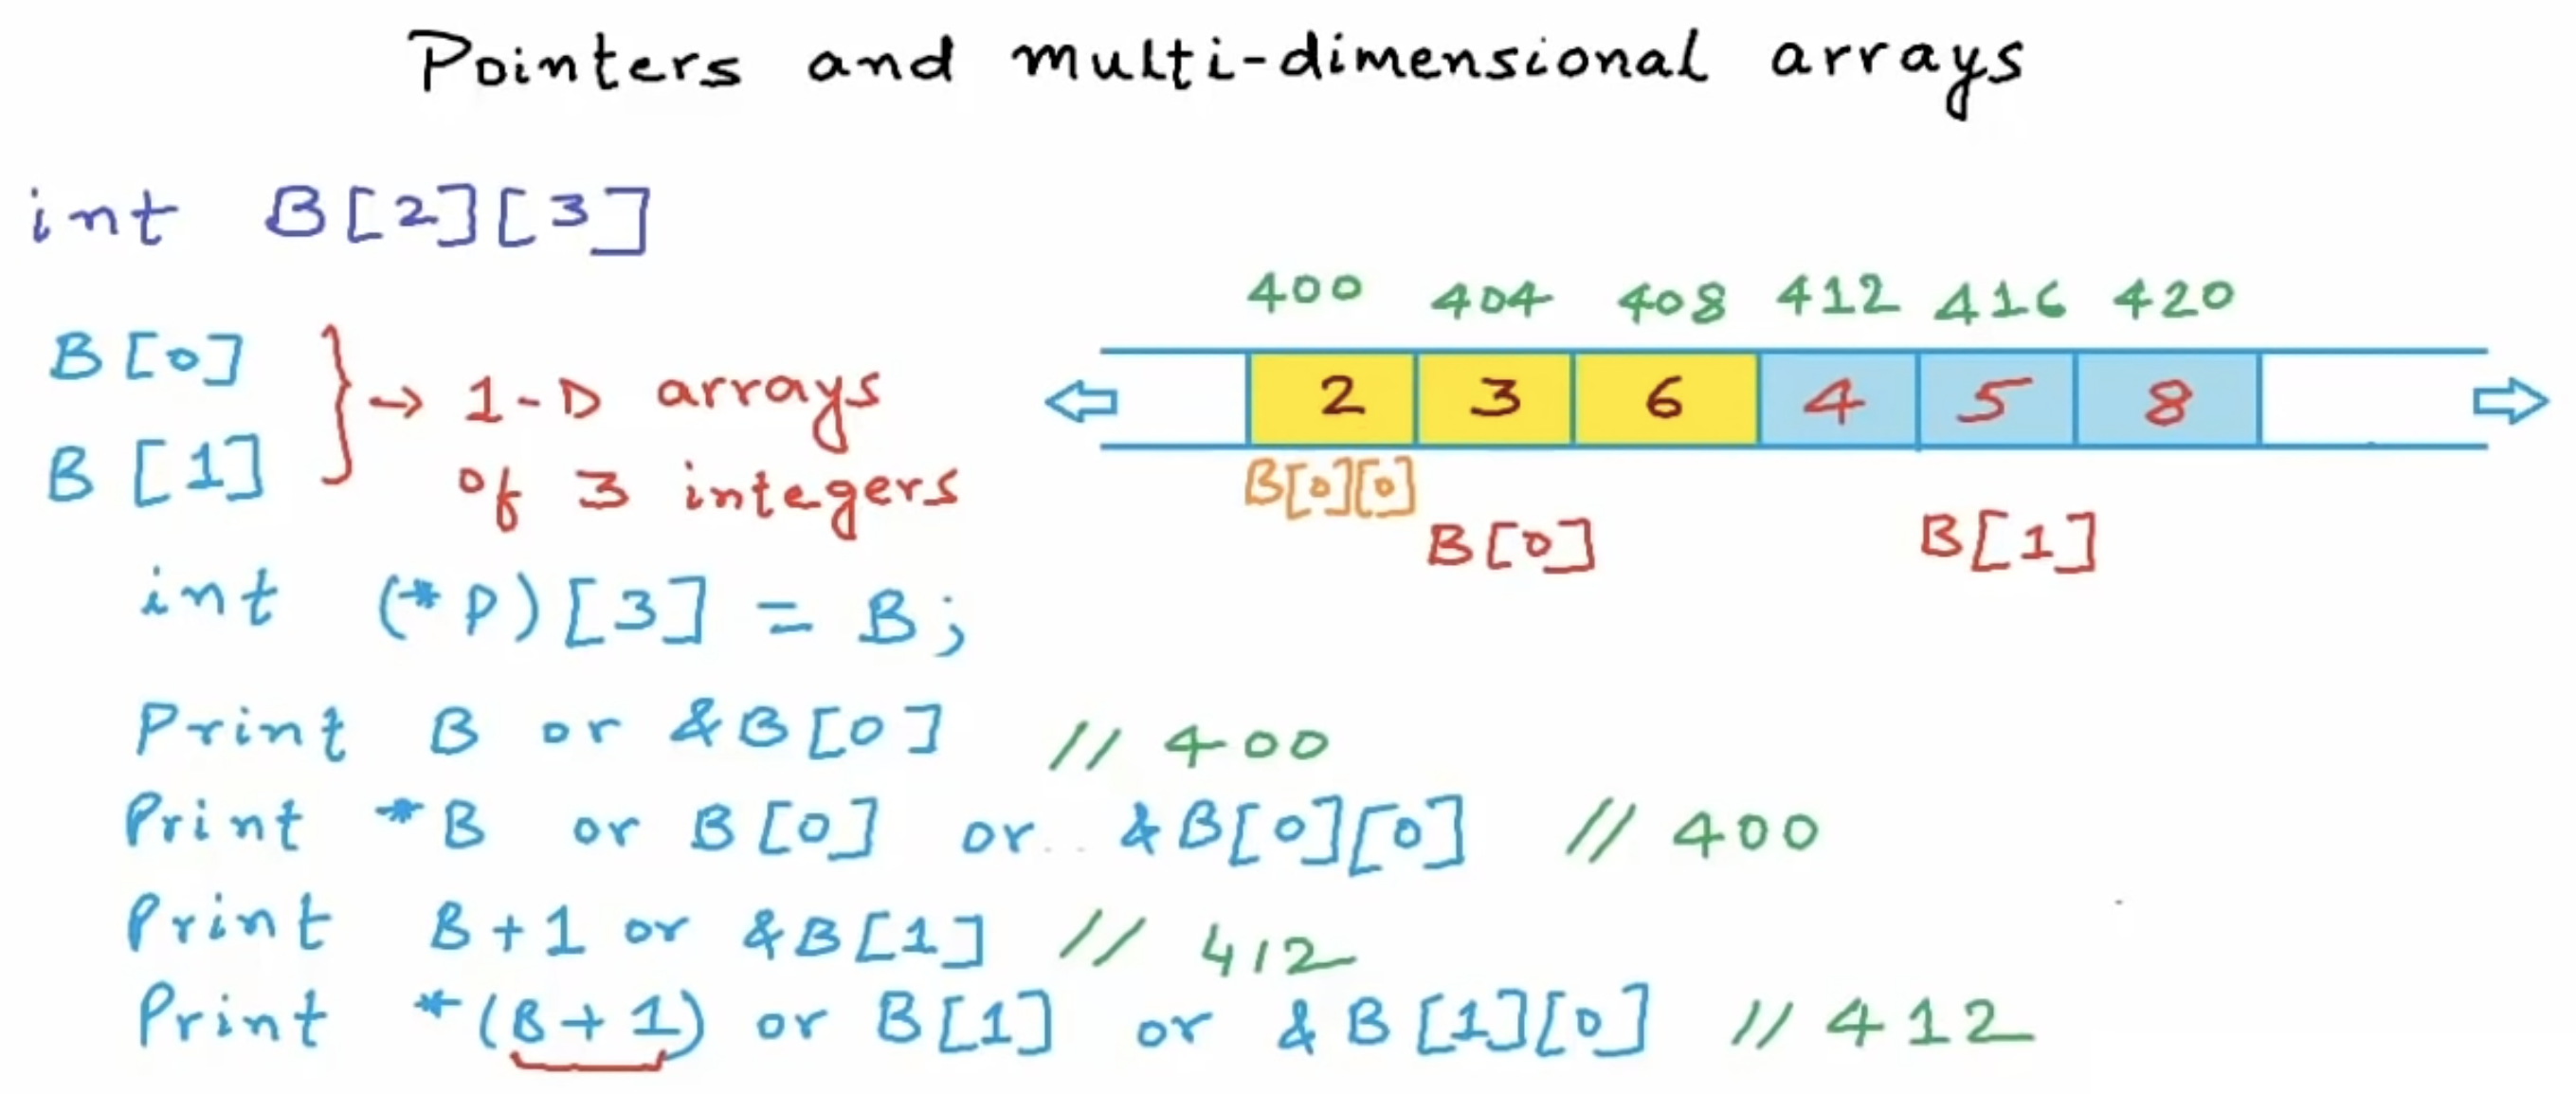 Pointers and multi-dimensional arrays
int B[2][3]
B[0]
B[1]
→ 1-D arrays
of 3 integers
400 404 408 412 416 420
2 3 6 4 5 8
B[0][0]
B[0] B[1]
int (*P)[3] = B;
Print B or &B[0] // 400
Print *B or B[0] or &B[0][0] // 400
Print B+1 or &B[1] // 412
Print *(B+1) or B[1] or &B[1][0] // 412